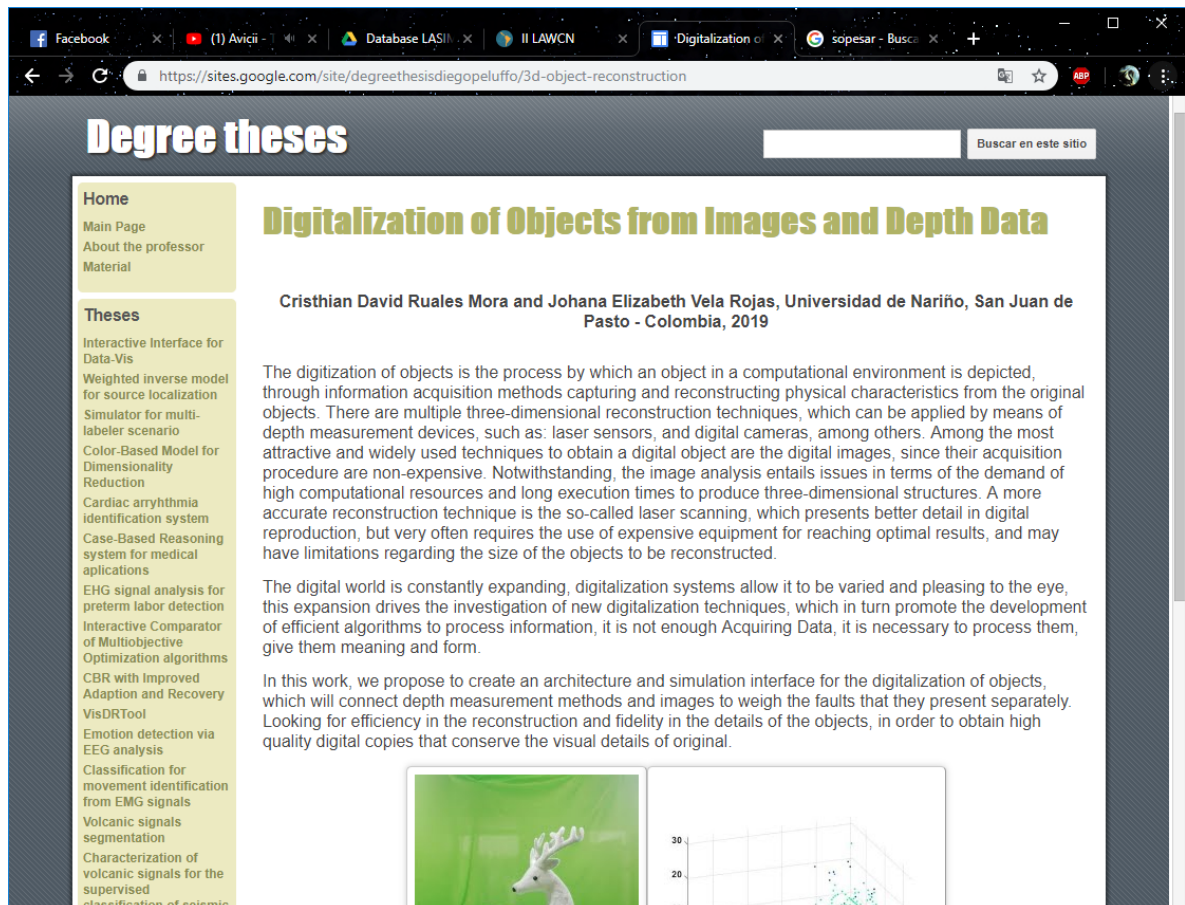 Facebook
(1) Avicii - T
Database LASIN
II LAWCN
Digitalization of
sopesar - Busca
https://sites.google.com/site/degreethesisdiegopeluffo/3d-object-reconstruction
ABP
Degree theses
Buscar en este sitio
Home
Main Page
About the professor
Material
Theses
Interactive Interface for
Data-Vis
Weighted inverse model
for source localization
Simulator for multi-
labeler scenario
Color-Based Model for
Dimensionality
Reduction
Cardiac arryhthmia
identification system
Case-Based Reasoning
system for medical
aplications
EHG signal analysis for
preterm labor detection
Interactive Comparator
of Multiobjective
Optimization algorithms
CBR with Improved
Adaption and Recovery
VisDRTool
Emotion detection via
EEG analysis
Classification for
movement identification
from EMG signals
Volcanic signals
segmentation
Characterization of
volcanic signals for the
supervised
classification of seismic
Digitalization of Objects from Images and Depth Data
Cristhian David Ruales Mora and Johana Elizabeth Vela Rojas, Universidad de Nariño, San Juan de
Pasto - Colombia, 2019
The digitization of objects is the process by which an object in a computational environment is depicted,
through information acquisition methods capturing and reconstructing physical characteristics from the original
objects. There are multiple three-dimensional reconstruction techniques, which can be applied by means of
depth measurement devices, such as: laser sensors, and digital cameras, among others. Among the most
attractive and widely used techniques to obtain a digital object are the digital images, since their acquisition
procedure are non-expensive. Notwithstanding, the image analysis entails issues in terms of the demand of
high computational resources and long execution times to produce three-dimensional structures. A more
accurate reconstruction technique is the so-called laser scanning, which presents better detail in digital
reproduction, but very often requires the use of expensive equipment for reaching optimal results, and may
have limitations regarding the size of the objects to be reconstructed.
The digital world is constantly expanding, digitalization systems allow it to be varied and pleasing to the eye,
this expansion drives the investigation of new digitalization techniques, which in turn promote the development
of efficient algorithms to process information, it is not enough Acquiring Data, it is necessary to process them,
give them meaning and form.
In this work, we propose to create an architecture and simulation interface for the digitalization of objects,
which will connect depth measurement methods and images to weigh the faults that they present separately.
Looking for efficiency in the reconstruction and fidelity in the details of the objects, in order to obtain high
quality digital copies that conserve the visual details of original.
30
20